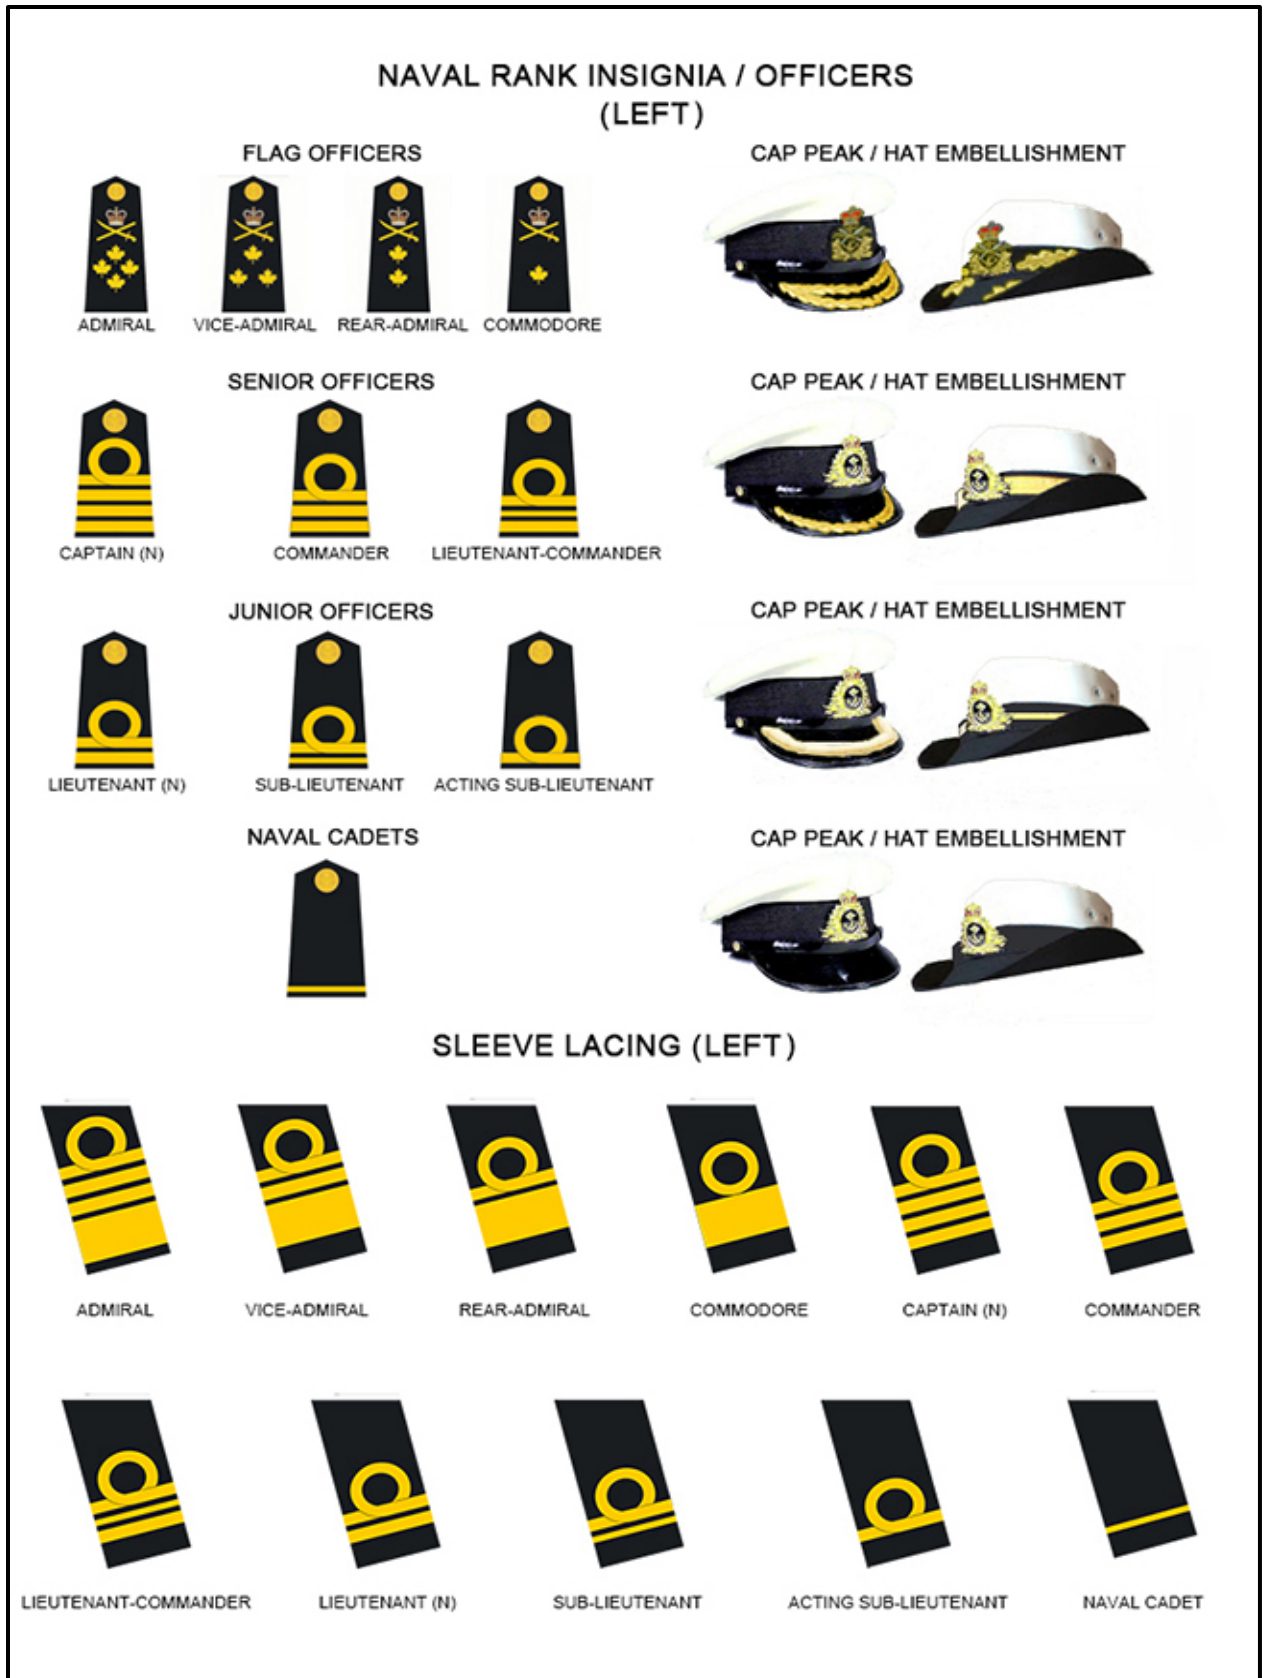 NAVAL RANK INSIGNIA / OFFICERS
(LEFT)
FLAG OFFICERS
CAP PEAK / HAT EMBELLISHMENT
ADMIRAL
VICE-ADMIRAL
REAR-ADMIRAL
COMMODORE
SENIOR OFFICERS
CAP PEAK / HAT EMBELLISHMENT
CAPTAIN (N)
COMMANDER
LIEUTENANT-COMMANDER
JUNIOR OFFICERS
CAP PEAK / HAT EMBELLISHMENT
LIEUTENANT (N)
SUB-LIEUTENANT
ACTING SUB-LIEUTENANT
NAVAL CADETS
CAP PEAK / HAT EMBELLISHMENT
SLEEVE LACING (LEFT)
ADMIRAL
VICE-ADMIRAL
REAR-ADMIRAL
COMMODORE
CAPTAIN (N)
COMMANDER
LIEUTENANT-COMMANDER
LIEUTENANT (N)
SUB-LIEUTENANT
ACTING SUB-LIEUTENANT
NAVAL CADET